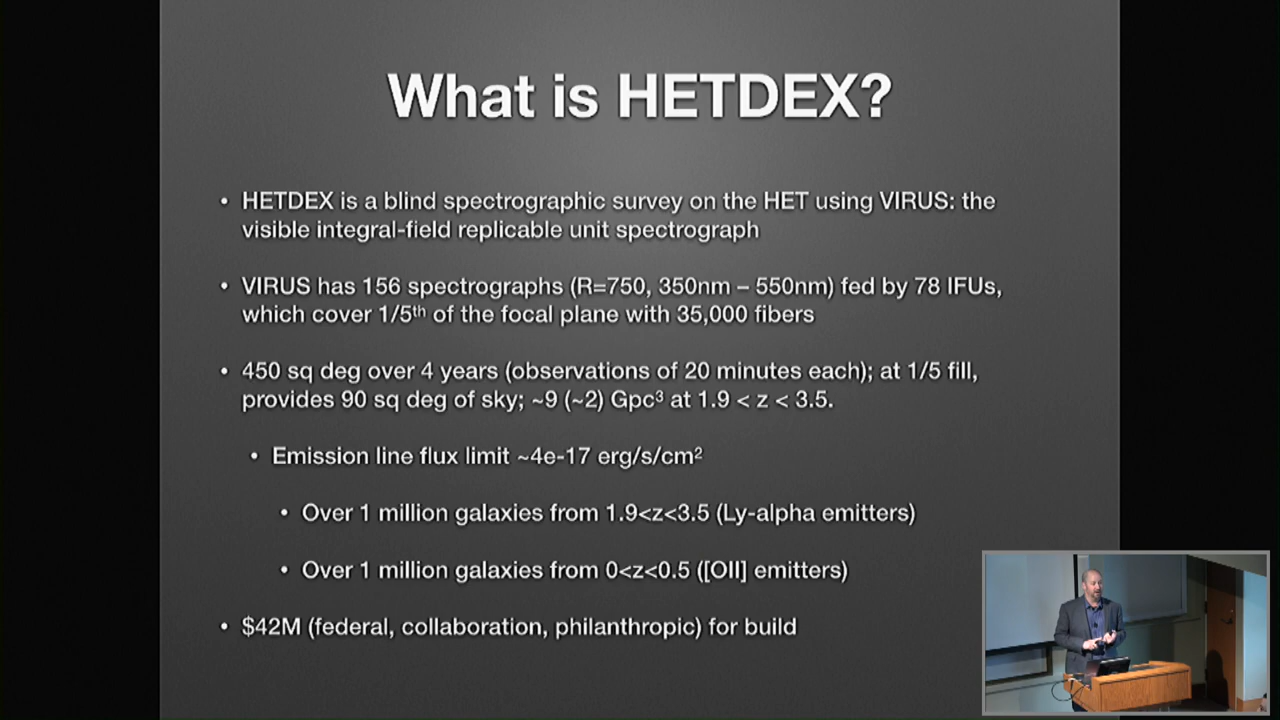 What is HETDEX?
• HETDEX is a blind spectrographic survey on the HET using VIRUS: the
visible integral-field replicable unit spectrograph
• VIRUS has 156 spectrographs (R=750, 350nm – 550nm) fed by 78 IFUs,
which cover 1/5ᵗʰ of the focal plane with 35,000 fibers
• 450 sq deg over 4 years (observations of 20 minutes each); at 1/5 fill,
provides 90 sq deg of sky; ~9 (~2) Gpc³ at 1.9 < z < 3.5.
• Emission line flux limit ~4e-17 erg/s/cm²
• Over 1 million galaxies from 1.9<z<3.5 (Ly-alpha emitters)
• Over 1 million galaxies from 0<z<0.5 ([OII] emitters)
• $42M (federal, collaboration, philanthropic) for build